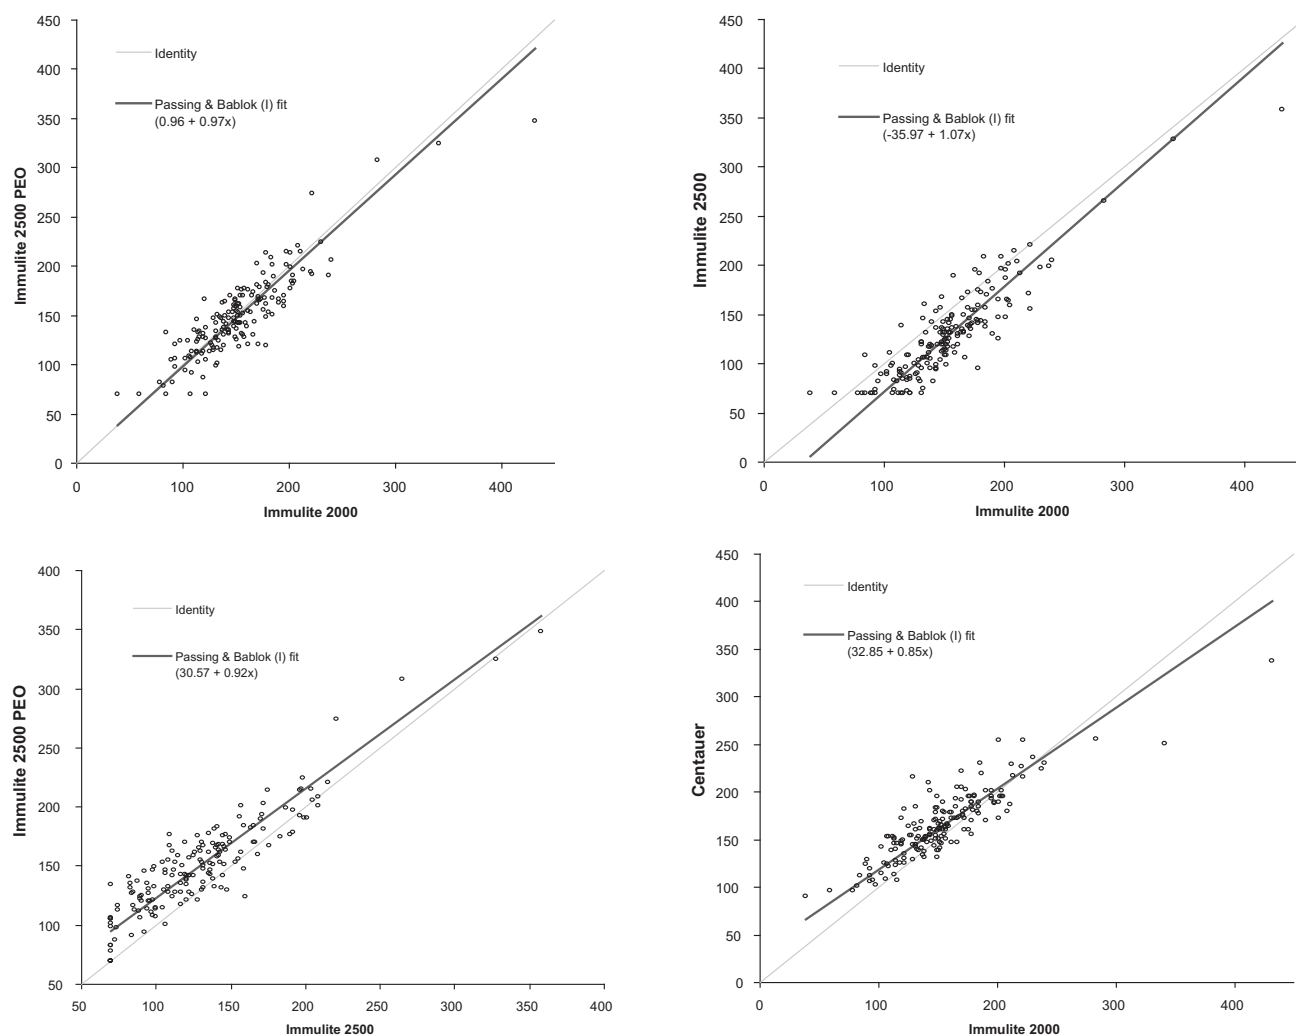 450
400
350
300
250
200
150
100
50
0
Immulite 2500 PEO
Identity
Passing & Bablok (I) fit
(0.96 + 0.97x)
0 100 200 300 400
Immulite 2000
450
400
350
300
250
200
150
100
50
0
Immulite 2500
Identity
Passing & Bablok (I) fit
(-35.97 + 1.07x)
0 100 200 300 400
Immulite 2000
400
350
300
250
200
150
100
50
Immulite 2500 PEO
Identity
Passing & Bablok (I) fit
(30.57 + 0.92x)
50 100 150 200 250 300 350 400
Immulite 2500
450
400
350
300
250
200
150
100
50
0
Centauer
Identity
Passing & Bablok (I) fit
(32.85 + 0.85x)
0 100 200 300 400
Immulite 2000